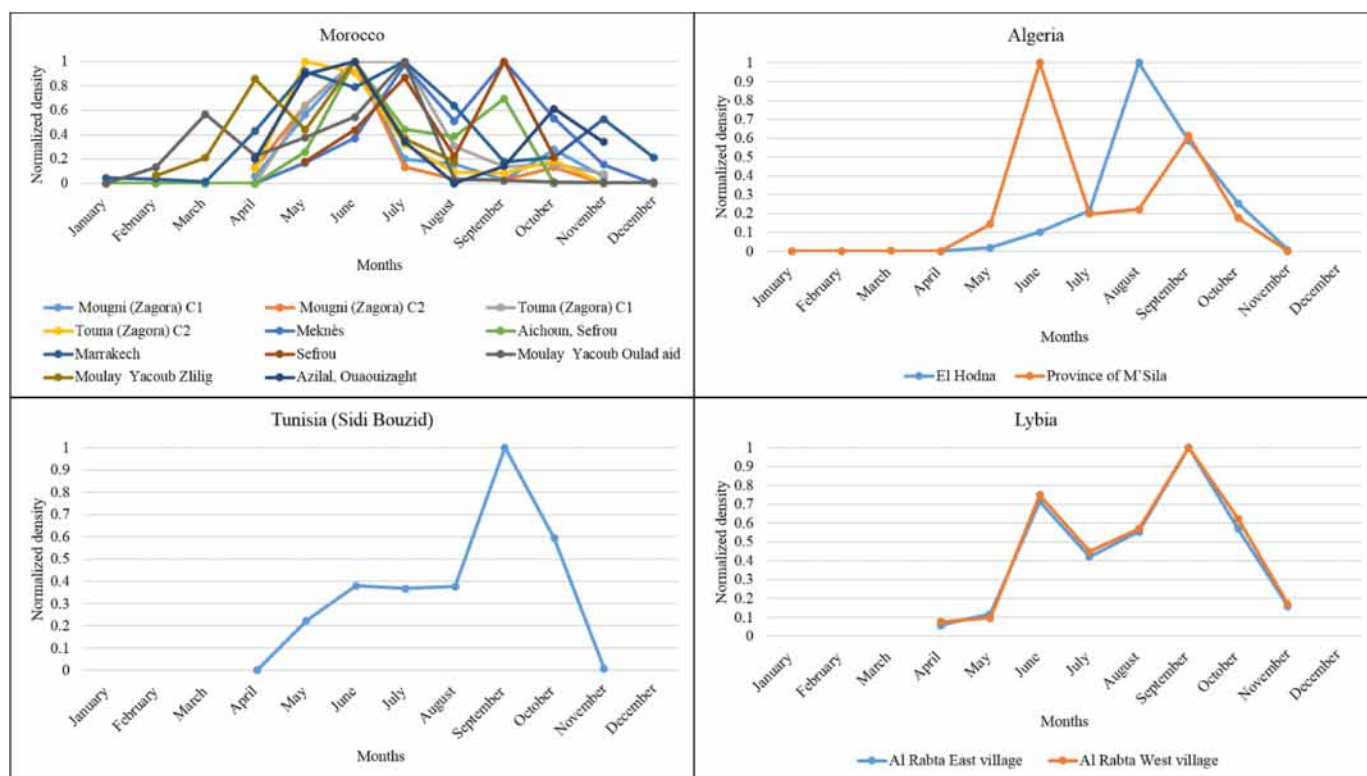 Morocco
Normalized density
1
0.8
0.6
0.4
0.2
0
January
February
March
April
May
June
July
August
September
October
November
December
Months
Mougni (Zagora) C1
Mougni (Zagora) C2
Touna (Zagora) C1
Touna (Zagora) C2
Meknès
Aichoun, Sefrou
Marrakech
Sefrou
Moulay Yacoub Oulad aid
Moulay Yacoub Zlilig
Azilal, Ouaouizaght
Algeria
Normalized density
1
0.9
0.8
0.7
0.6
0.5
0.4
0.3
0.2
0.1
0
January
February
March
April
May
June
July
August
September
October
November
December
Months
El Hodna
Province of M`Sila
Tunisia (Sidi Bouzid)
Normalized density
1
0.9
0.8
0.7
0.6
0.5
0.4
0.3
0.2
0.1
0
January
February
March
April
May
June
July
August
September
October
November
December
Months
Lybia
Normalized density
1
0.9
0.8
0.7
0.6
0.5
0.4
0.3
0.2
0.1
0
January
February
March
April
May
June
July
August
September
October
November
December
Months
Al Rabta East village
Al Rabta West village